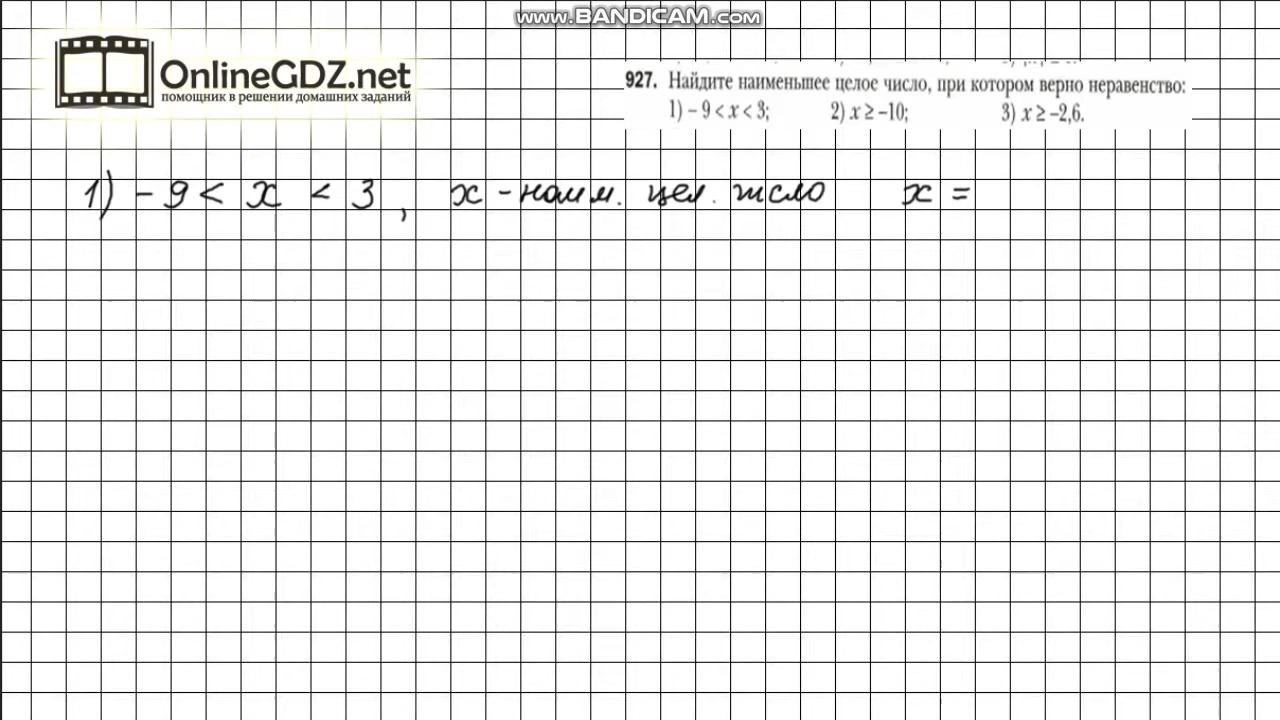 www.BANDICAM.com
OnlineGDZ.net
помощник в решении домашних заданий
927. Найдите наименьшее целое число, при котором верно неравенство:
1) – 9 < x < 3; 2) x ≥ –10; 3) x ≥ –2,6.
1) - 9 < x < 3 , x - наим. цел. число x =